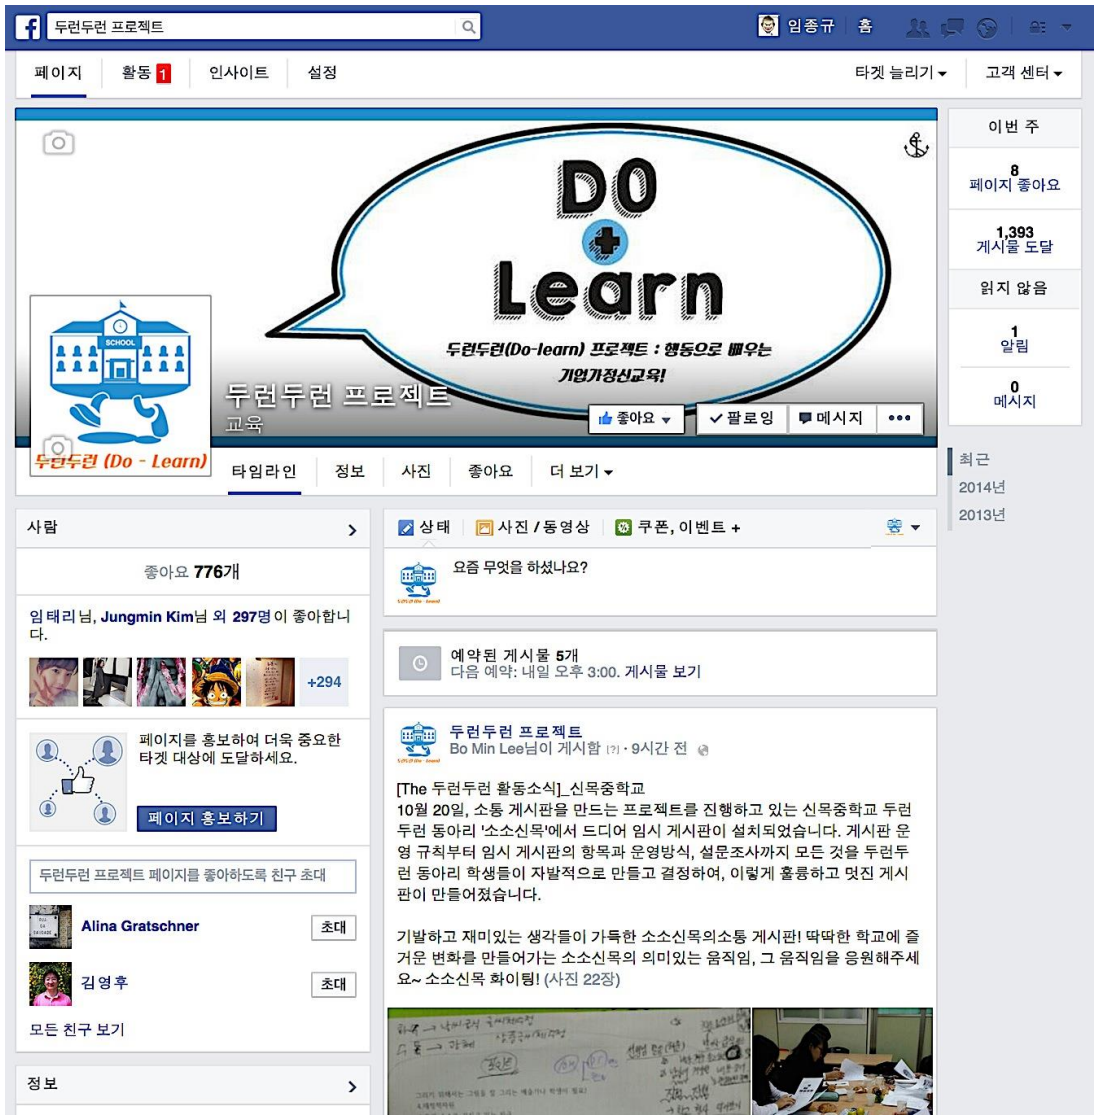 두런두런 프로젝트
임종규 홈
페이지 활동 1 인사이트 설정 타겟 늘리기 고객 센터
DO
+
Learn
두런두런(Do-learn) 프로젝트 : 행동으로 배우는
기업가정신교육!
SCHOOL
두런두런 (Do - Learn)
두런두런 프로젝트
교육
좋아요 팔로잉 메시지 •••
타임라인 정보 사진 좋아요 더 보기
이번 주
8
페이지 좋아요
1,393
게시물 도달
읽지 않음
1
알림
0
메시지
최근
2014년
2013년
사람
좋아요 776개
임태리님, Jungmin Kim님 외 297명이 좋아합니
다.
+294
페이지를 홍보하여 더욱 중요한
타겟 대상에 도달하세요.
페이지 홍보하기
두런두런 프로젝트 페이지를 좋아하도록 친구 초대
Alina Gratschner 초대
김영후 초대
모든 친구 보기
정보
상태 사진 / 동영상 쿠폰, 이벤트 +
요즘 무엇을 하셨나요?
예약된 게시물 5개
다음 예약: 내일 오후 3:00. 게시물 보기
두런두런 프로젝트
Bo Min Lee님이 게시함 [?] · 9시간 전
[The 두런두런 활동소식]_신목중학교
10월 20일, 소통 게시판을 만드는 프로젝트를 진행하고 있는 신목중학교 두런
두런 동아리 '소소신목'에서 드디어 임시 게시판이 설치되었습니다. 게시판 운
영 규칙부터 임시 게시판의 항목과 운영방식, 설문조사까지 모든 것을 두런두
런 동아리 학생들이 자발적으로 만들고 결정하여, 이렇게 훌륭하고 멋진 게시
판이 만들어졌습니다.
기발하고 재미있는 생각들이 가득한 소소신목의소통 게시판! 딱딱한 학교에 즐
거운 변화를 만들어가는 소소신목의 의미있는 움직임, 그 움직임을 응원해주세
요~ 소소신목 화이팅! (사진 22장)